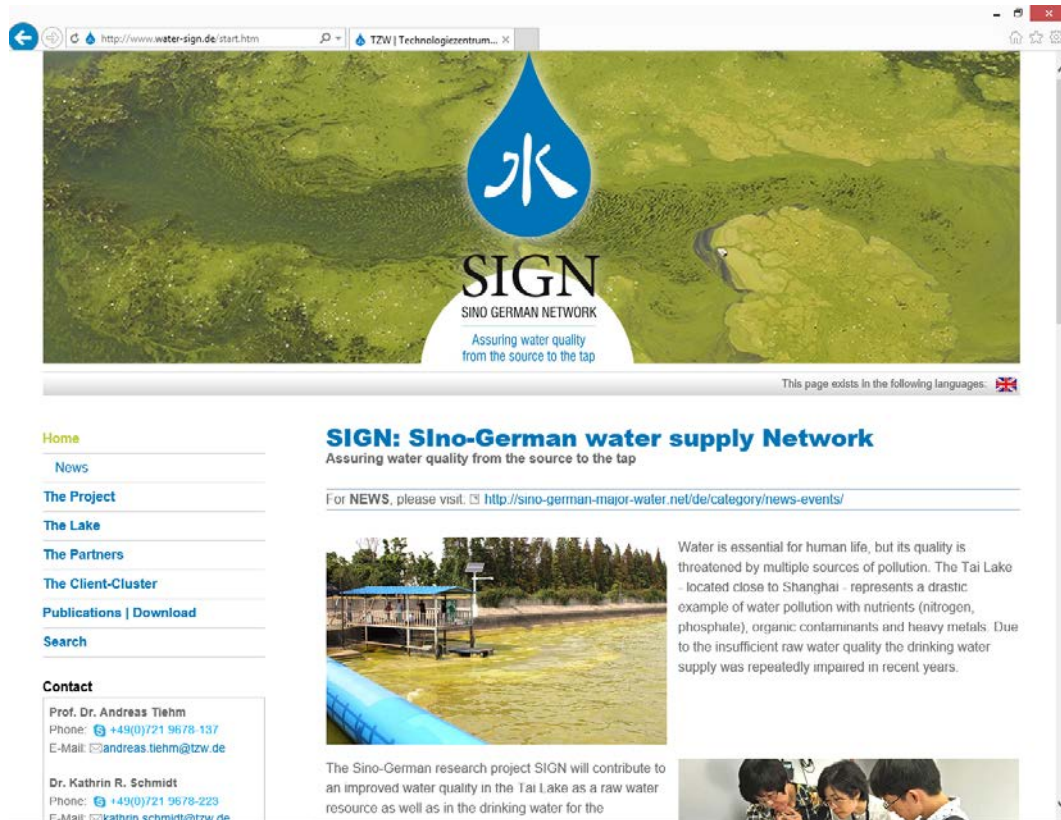 http://www.water-sign.de/start.htm
TZW | Technologiezentrum...
水
SIGN
SINO GERMAN NETWORK
Assuring water quality
from the source to the tap
This page exists in the following languages:
Home
News
The Project
The Lake
The Partners
The Client-Cluster
Publications | Download
Search
Contact
Prof. Dr. Andreas Tiehm
Phone: +49(0)721 9678-137
E-Mail: andreas.tiehm@tzw.de
Dr. Kathrin R. Schmidt
Phone: +49(0)721 9678-223
E-Mail: kathrin.schmidt@tzw.de
SIGN: SIno-German water supply Network
Assuring water quality from the source to the tap
For NEWS, please visit: http://sino-german-major-water.net/de/category/news-events/
Water is essential for human life, but its quality is
threatened by multiple sources of pollution. The Tai Lake
- located close to Shanghai - represents a drastic
example of water pollution with nutrients (nitrogen,
phosphate), organic contaminants and heavy metals. Due
to the insufficient raw water quality the drinking water
supply was repeatedly impaired in recent years.
The Sino-German research project SIGN will contribute to
an improved water quality in the Tai Lake as a raw water
resource as well as in the drinking water for the